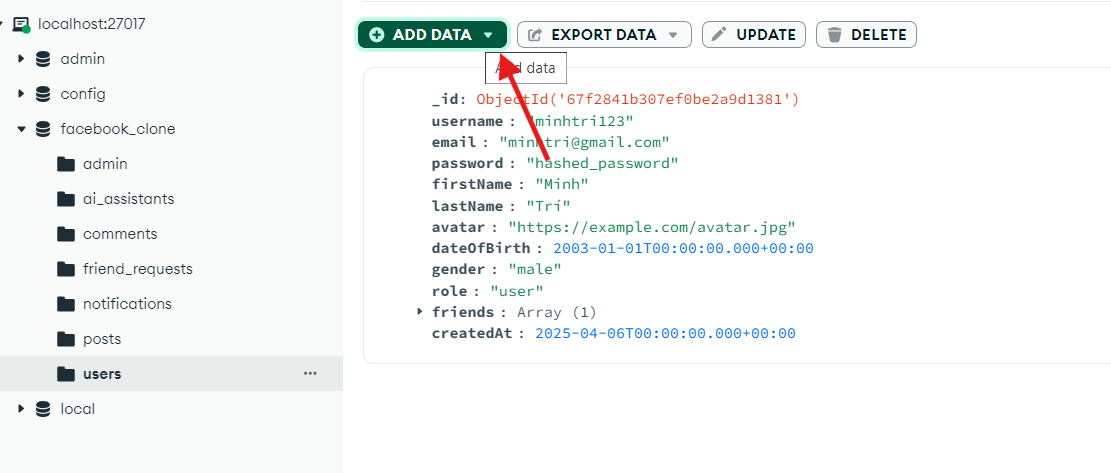 localhost:27017
admin
config
facebook_clone
admin
ai_assistants
comments
friend_requests
notifications
posts
users
local
ADD DATA
EXPORT DATA
UPDATE
DELETE
Add data
_id: ObjectId('67f2841b307ef0be2a9d1381')
username : "minhtri123"
email : "minhtri@gmail.com"
password : "hashed_password"
firstName : "Minh"
lastName : "Trí"
avatar : "https://example.com/avatar.jpg"
dateOfBirth : 2003-01-01T00:00:00.000+00:00
gender : "male"
role : "user"
friends : Array (1)
createdAt : 2025-04-06T00:00:00.000+00:00